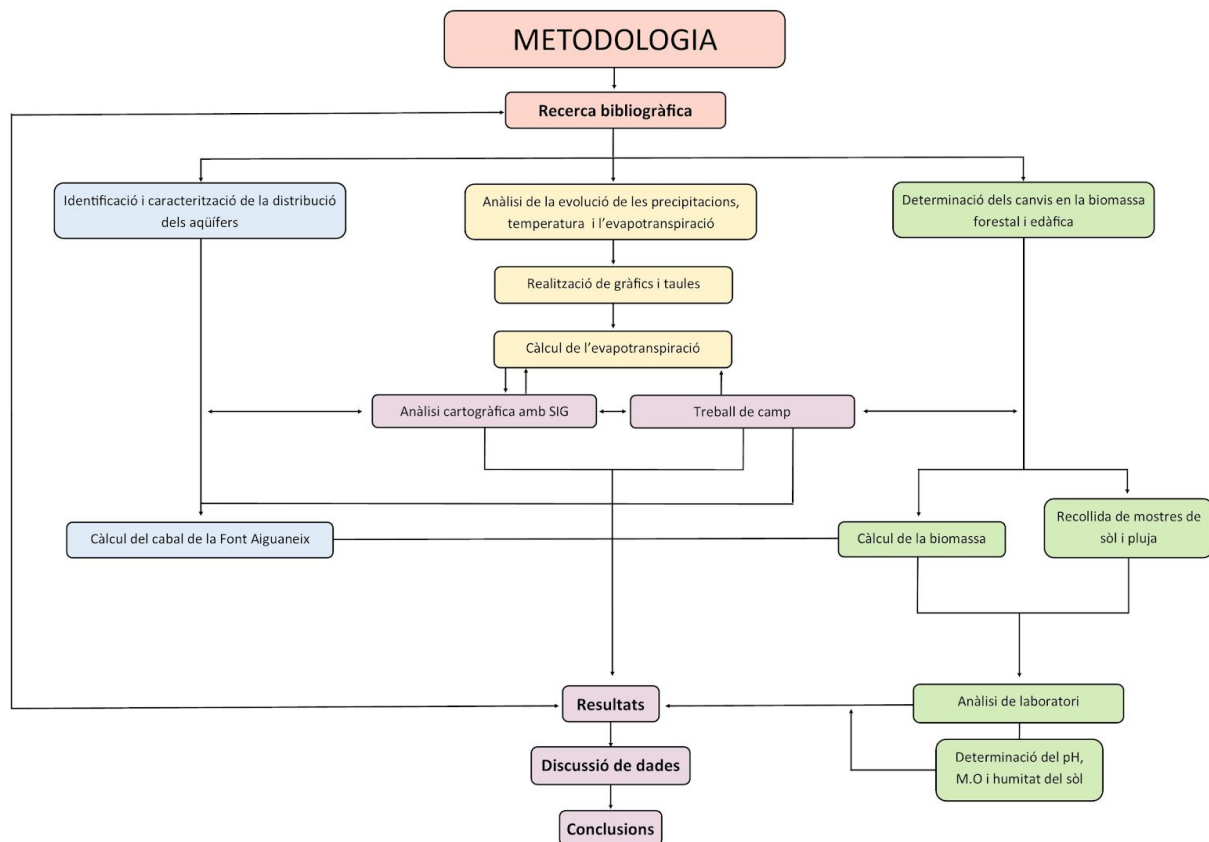 METODOLOGIA
Recerca bibliogràfica
Identificació i caracterització de la distribució
dels aqüífers
Anàlisi de la evolució de les precipitacions,
temperatura i l’evapotranspiració
Determinació dels canvis en la biomassa
forestal i edàfica
Realització de gràfics i taules
Càlcul de l’evapotranspiració
Anàlisi cartogràfica amb SIG
Treball de camp
Càlcul del cabal de la Font Aiguaneix
Càlcul de la biomassa
Recollida de mostres de
sòl i pluja
Resultats
Anàlisi de laboratori
Discussió de dades
Determinació del pH,
M.O i humitat del sòl
Conclusions